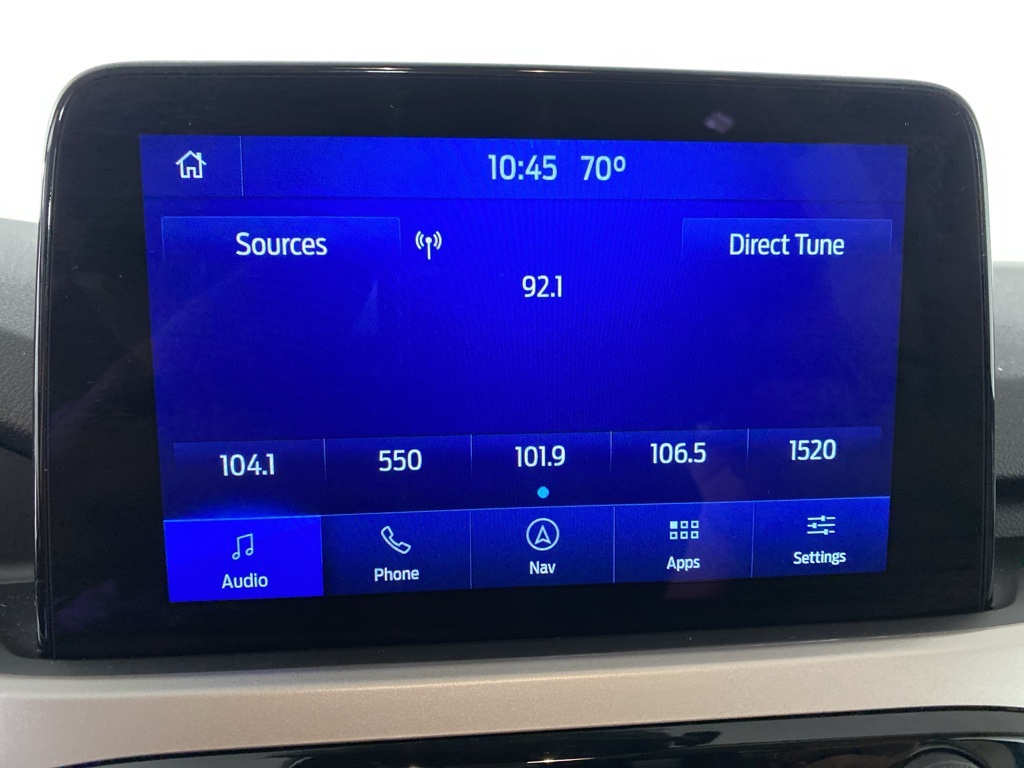 10:45 70º
Sources Direct Tune
92.1
104.1 550 101.9 106.5 1520
Audio Phone Nav Apps Settings